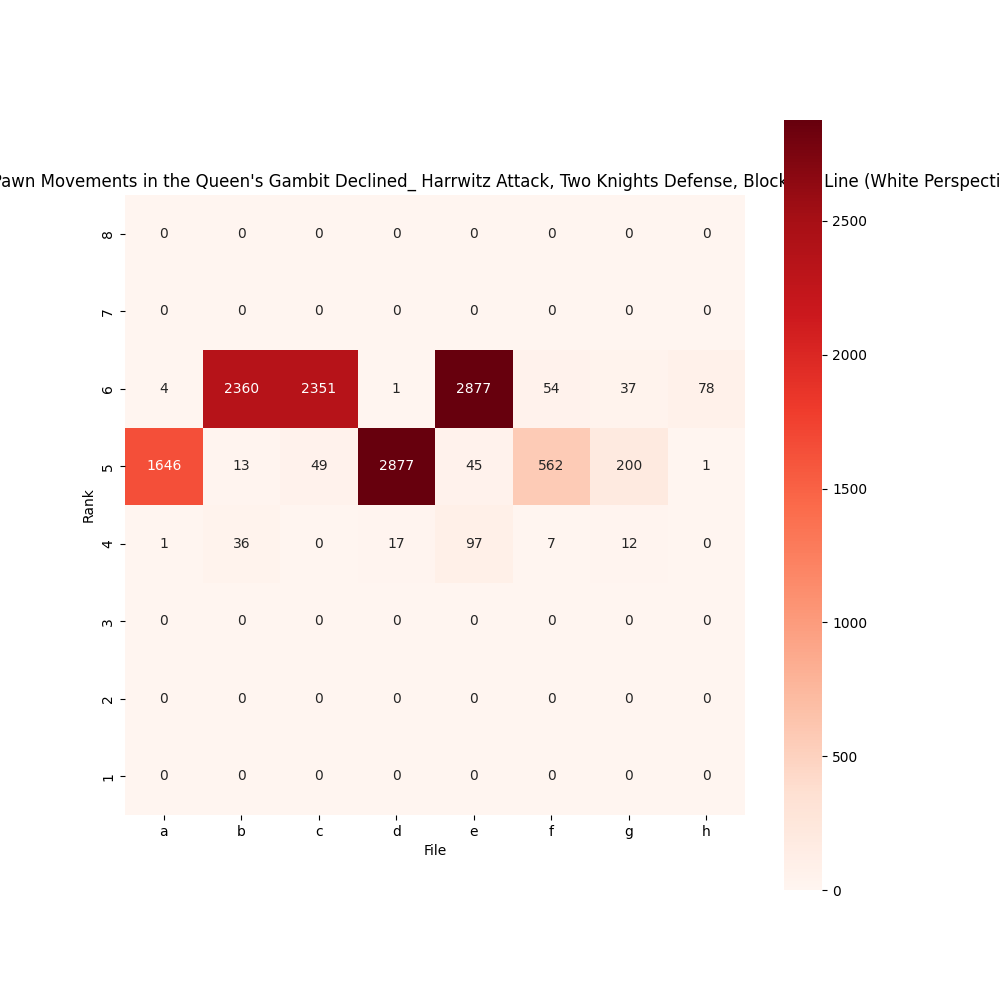 Pawn Movements in the Queen's Gambit Declined_ Harrwitz Attack, Two Knights Defense, Line (White
2500
8 0 0 0 0 0 0 0 0
7 0 0 0 0 0 0 0 0
2000
6 4 2360 2351 1 2877 54 37 78
1500
5 1646 13 49 2877 45 562 200 1
Rank
4 1 36 0 17 97 7 12 0
1000
3 0 0 0 0 0 0 0 0
2 0 0 0 0 0 0 0 0
500
1 0 0 0 0 0 0 0 0
a b c d e f g h
File
0